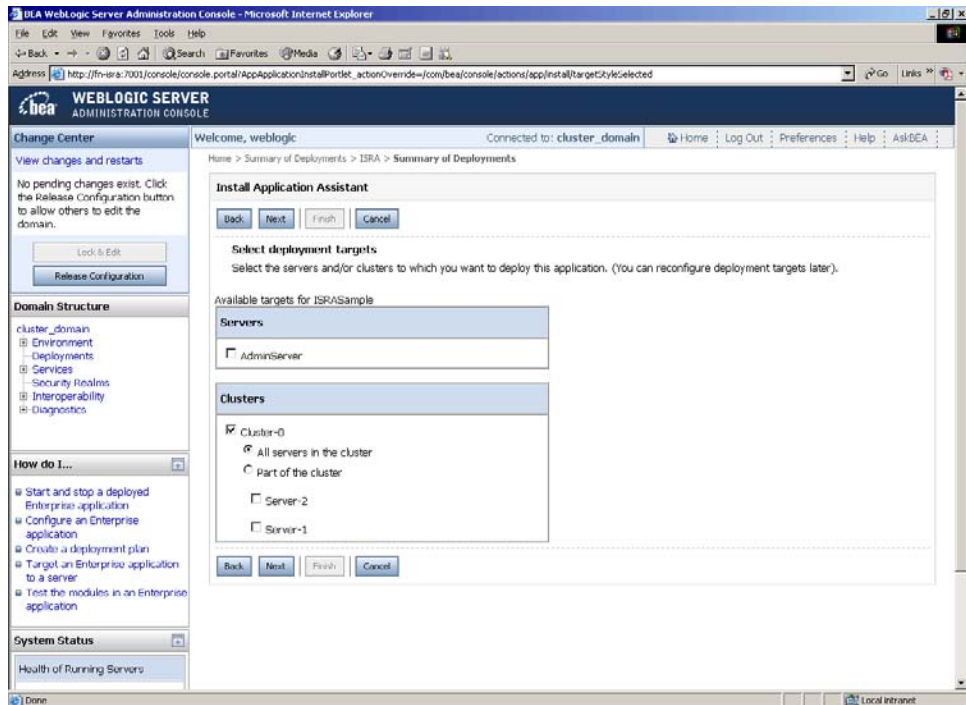 BEA WebLogic Server Administration Console - Microsoft Internet Explorer
File Edit View Favorites Tools Help
Back Search Favorites Media
Address http://fn-isra:7001/console/console.portal?AppApplicationInstallPortlet_actionOverride=/com/bea/console/actions/app/install/targetStyleSelected Go Links »
bea WEBLOGIC SERVER
ADMINISTRATION CONSOLE
Change Center
View changes and restarts
No pending changes exist. Click
the Release Configuration button
to allow others to edit the
domain.
Lock & Edit
Release Configuration
Domain Structure
cluster_domain
Environment
Deployments
Services
Security Realms
Interoperability
Diagnostics
How do I...
Start and stop a deployed
Enterprise application
Configure an Enterprise
application
Create a deployment plan
Target an Enterprise application
to a server
Test the modules in an Enterprise
application
System Status
Health of Running Servers
Welcome, weblogic Connected to: cluster_domain Home Log Out Preferences Help AskBEA
Home > Summary of Deployments > ISRA > Summary of Deployments
Install Application Assistant
Back Next Finish Cancel
Select deployment targets
Select the servers and/or clusters to which you want to deploy this application. (You can reconfigure deployment targets later).
Available targets for ISRASample
Servers
AdminServer
Clusters
Cluster-0
All servers in the cluster
Part of the cluster
Server-2
Server-1
Back Next Finish Cancel
Done Local intranet